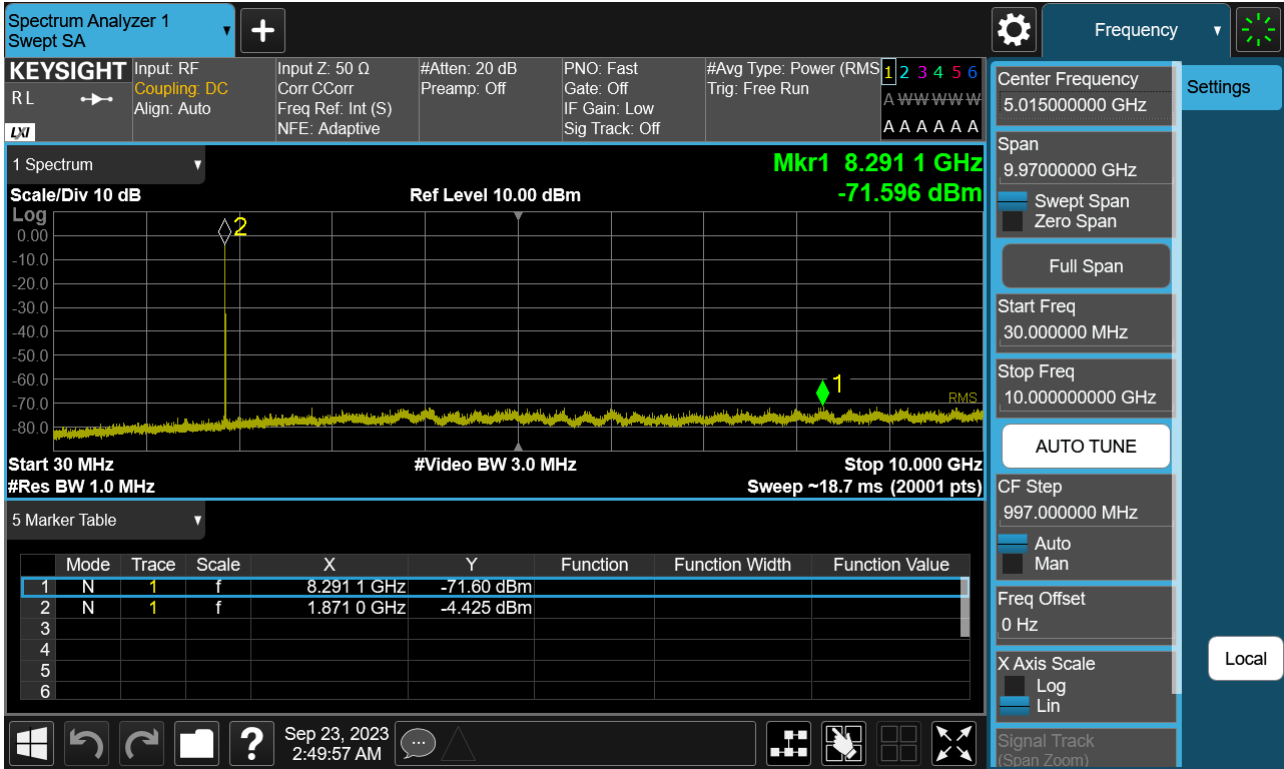 Spectrum Analyzer 1
Swept SA
Frequency
KEYSIGHT
R L
LXI
Input: RF
Coupling: DC
Align: Auto
Input Z: 50 Ω
Corr CCorr
Freq Ref: Int (S)
NFE: Adaptive
#Atten: 20 dB
Preamp: Off
PNO: Fast
Gate: Off
IF Gain: Low
Sig Track: Off
#Avg Type: Power (RMS
Trig: Free Run
1 2 3 4 5 6
A W W W W W
A A A A A A
1 Spectrum
Mkr1 8.291 1 GHz
-71.596 dBm
Scale/Div 10 dB
Ref Level 10.00 dBm
Log
2
0.00
-10.0
-20.0
-30.0
-40.0
-50.0
-60.0
1
-70.0
RMS
-80.0
Start 30 MHz
#Video BW 3.0 MHz
Stop 10.000 GHz
#Res BW 1.0 MHz
Sweep ~18.7 ms (20001 pts)
5 Marker Table
Mode Trace Scale X Y Function Function Width Function Value
1 N 1 f 8.291 1 GHz -71.60 dBm
2 N 1 f 1.871 0 GHz -4.425 dBm
3
4
5
6
Sep 23, 2023
2:49:57 AM
Center Frequency
5.015000000 GHz
Settings
Span
9.97000000 GHz
Swept Span
Zero Span
Full Span
Start Freq
30.000000 MHz
Stop Freq
10.000000000 GHz
AUTO TUNE
CF Step
997.000000 MHz
Auto
Man
Freq Offset
0 Hz
X Axis Scale
Log
Lin
Local
Signal Track
(Span Zoom)